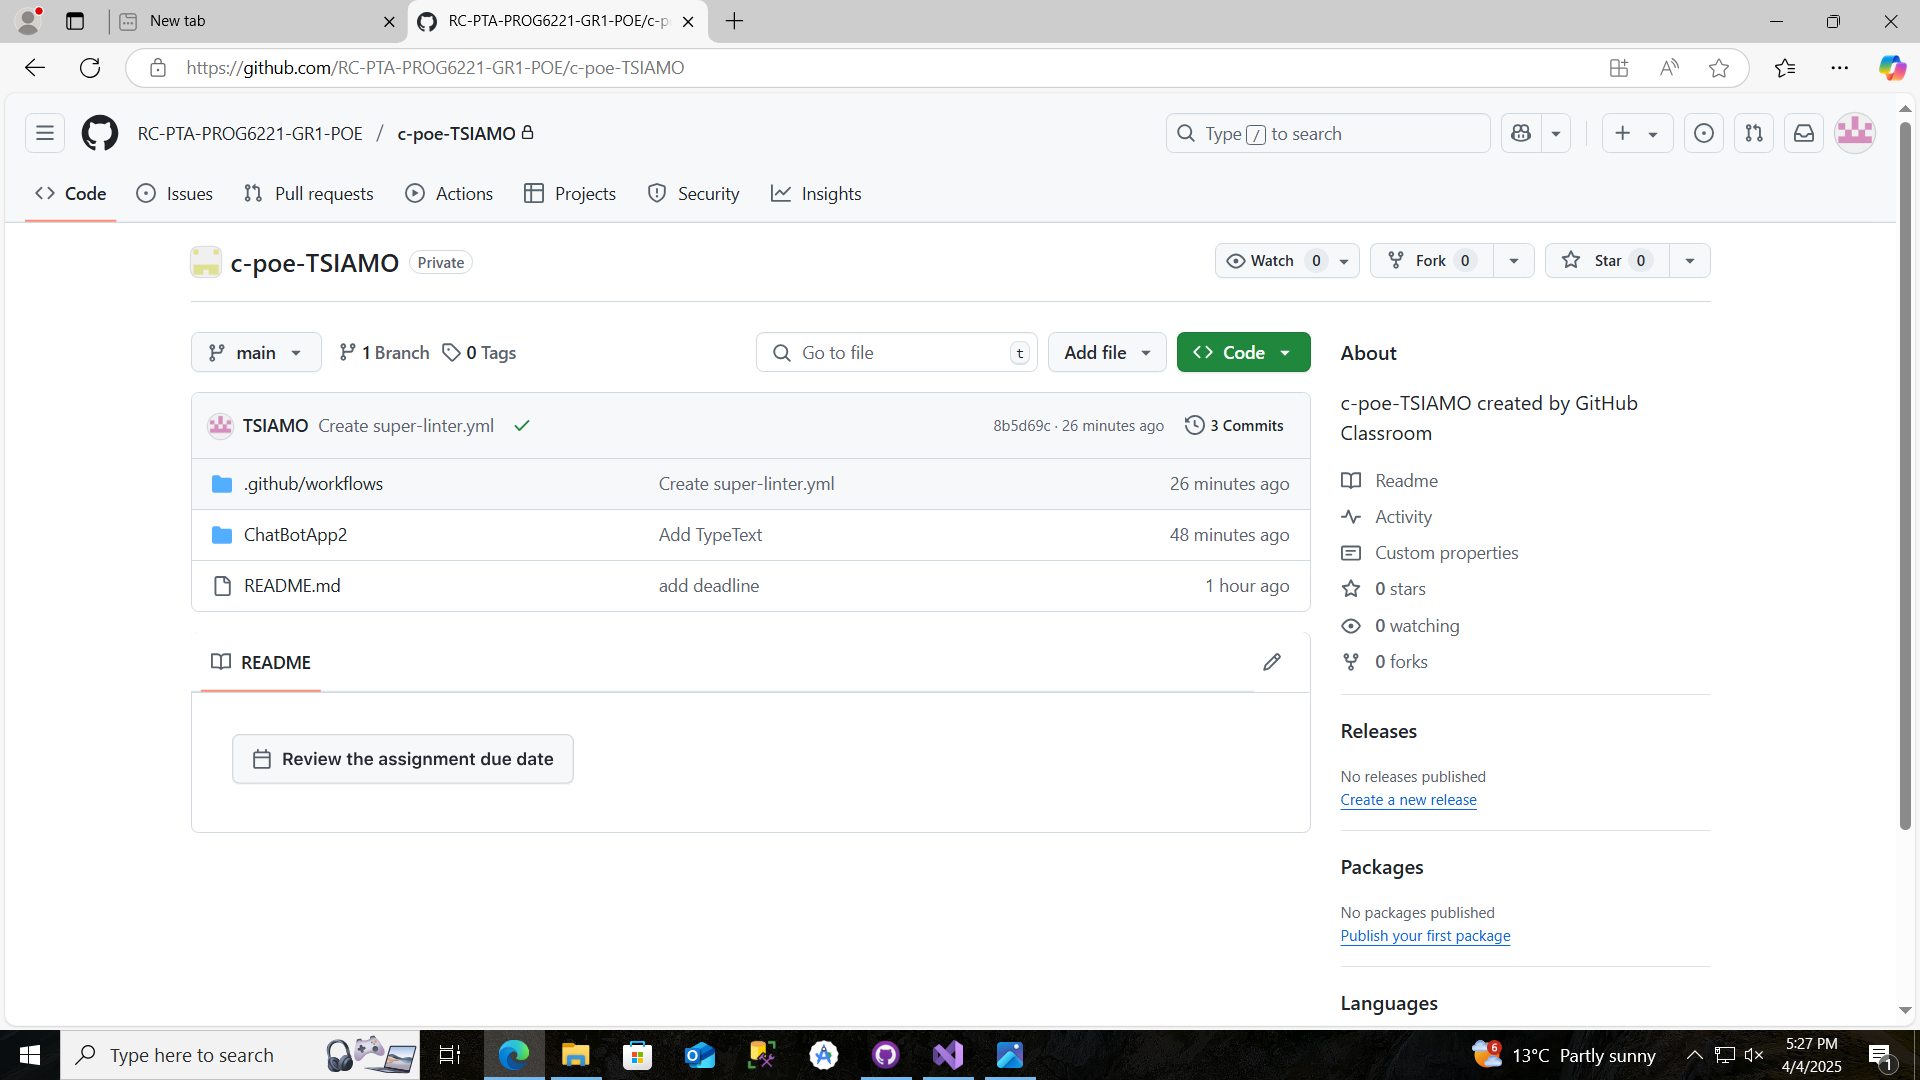 New tab
RC-PTA-PROG6221-GR1-POE/c-p
https://github.com/RC-PTA-PROG6221-GR1-POE/c-poe-TSIAMO
RC-PTA-PROG6221-GR1-POE / c-poe-TSIAMO
Type / to search
Code
Issues
Pull requests
Actions
Projects
Security
Insights
c-poe-TSIAMO
Private
Watch 0
Fork 0
Star 0
main
1 Branch
0 Tags
Go to file
t
Add file
Code
TSIAMO Create super-linter.yml
8b5d69c · 26 minutes ago
3 Commits
.github/workflows
Create super-linter.yml
26 minutes ago
ChatBotApp2
Add TypeText
48 minutes ago
README.md
add deadline
1 hour ago
README
Review the assignment due date
About
c-poe-TSIAMO created by GitHub
Classroom
Readme
Activity
Custom properties
0 stars
0 watching
0 forks
Releases
No releases published
Create a new release
Packages
No packages published
Publish your first package
Languages
Type here to search
6
13°C Partly sunny
5:27 PM
4/4/2025
1